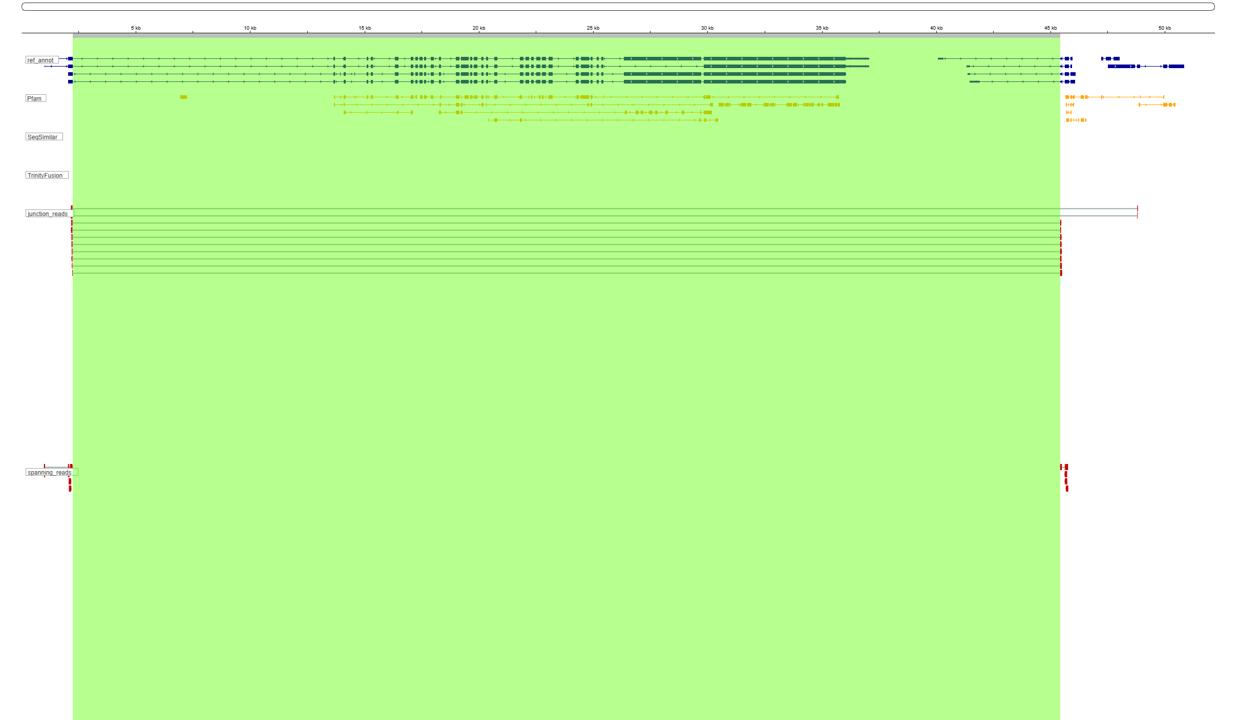 5 kb 10 kb 15 kb 20 kb 25 kb 30 kb 35 kb 40 kb 45 kb 50 kb
ref_annot
Pfam
SeqSimilar
TrinityFusion
junction_reads
spanning_reads